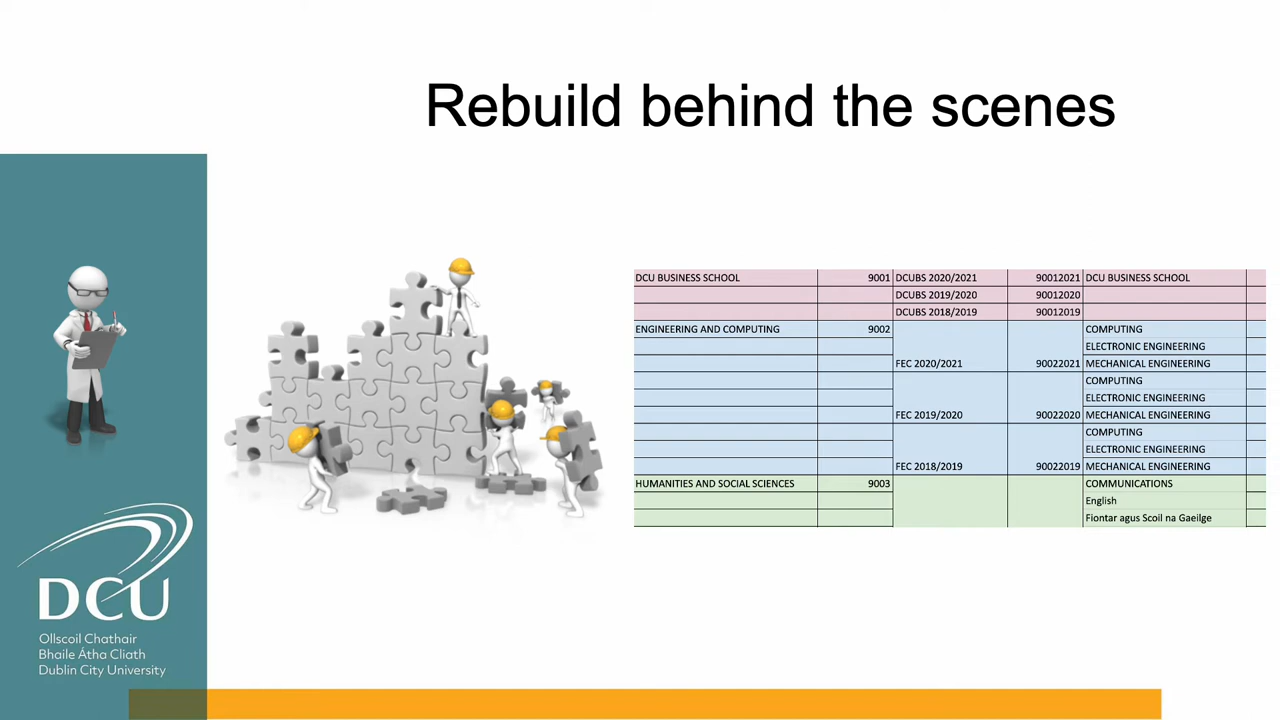 Rebuild behind the scenes
DCU BUSINESS SCHOOL 9001 DCUBS 2020/2021 90012021 DCU BUSINESS SCHOOL
DCUBS 2019/2020 90012020
DCUBS 2018/2019 90012019
ENGINEERING AND COMPUTING 9002 COMPUTING
ELECTRONIC ENGINEERING
FEC 2020/2021 90022021 MECHANICAL ENGINEERING
COMPUTING
ELECTRONIC ENGINEERING
FEC 2019/2020 90022020 MECHANICAL ENGINEERING
COMPUTING
ELECTRONIC ENGINEERING
FEC 2018/2019 90022019 MECHANICAL ENGINEERING
HUMANITIES AND SOCIAL SCIENCES 9003 COMMUNICATIONS
English
Fiontar agus Scoil na Gaeilge
DCU
Ollscoil Chathair
Bhaile Átha Cliath
Dublin City University